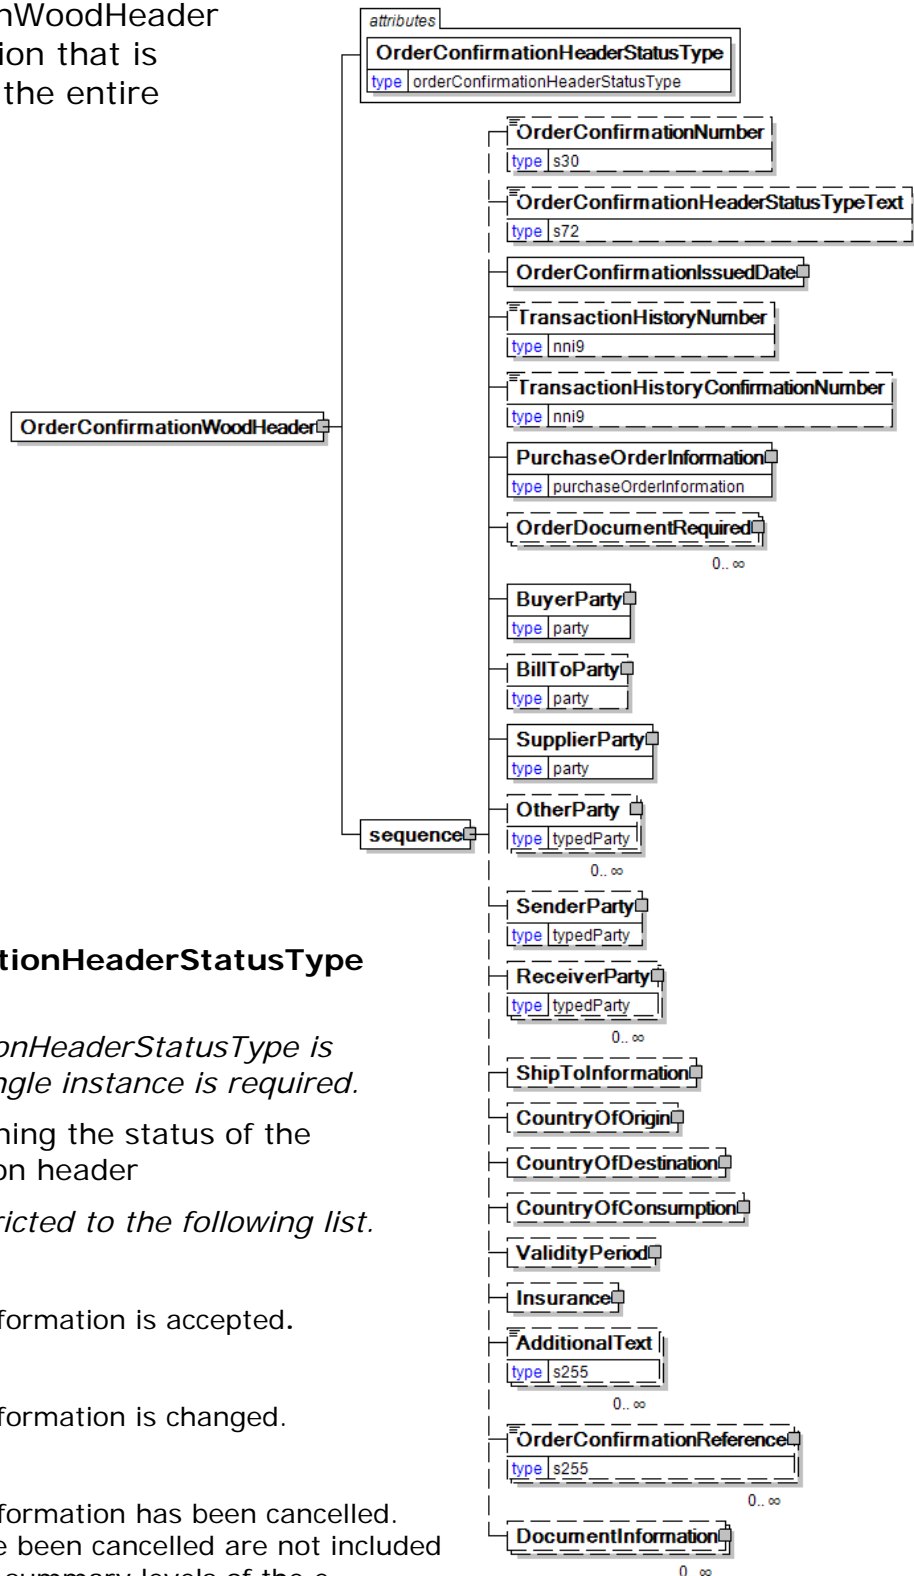 nWoodHeader
ion that is
the entire
attributes
OrderConfirmationHeaderStatusType
type orderConfirmationHeaderStatusType
OrderConfirmationNumber
type s30
OrderConfirmationHeaderStatusTypeText
type s72
OrderConfirmationIssuedDate
TransactionHistoryNumber
type nni9
TransactionHistoryConfirmationNumber
type nni9
OrderConfirmationWoodHeader
PurchaseOrderInformation
type purchaseOrderInformation
OrderDocumentRequired
0.. ∞
BuyerParty
type party
BillToParty
type party
SupplierParty
type party
OtherParty
type typedParty
0.. ∞
sequence
SenderParty
type typedParty
ReceiverParty
type typedParty
0.. ∞
ShipToInformation
CountryOfOrigin
CountryOfDestination
CountryOfConsumption
ValidityPeriod
Insurance
AdditionalText
type s255
0.. ∞
OrderConfirmationReference
type s255
0.. ∞
DocumentInformation
0.. ∞
tionHeaderStatusType
onHeaderStatusType is
ngle instance is required.
ning the status of the
on header
ricted to the following list.
formation is accepted.
formation is changed.
formation has been cancelled.
e been cancelled are not included
summary levels of the e-